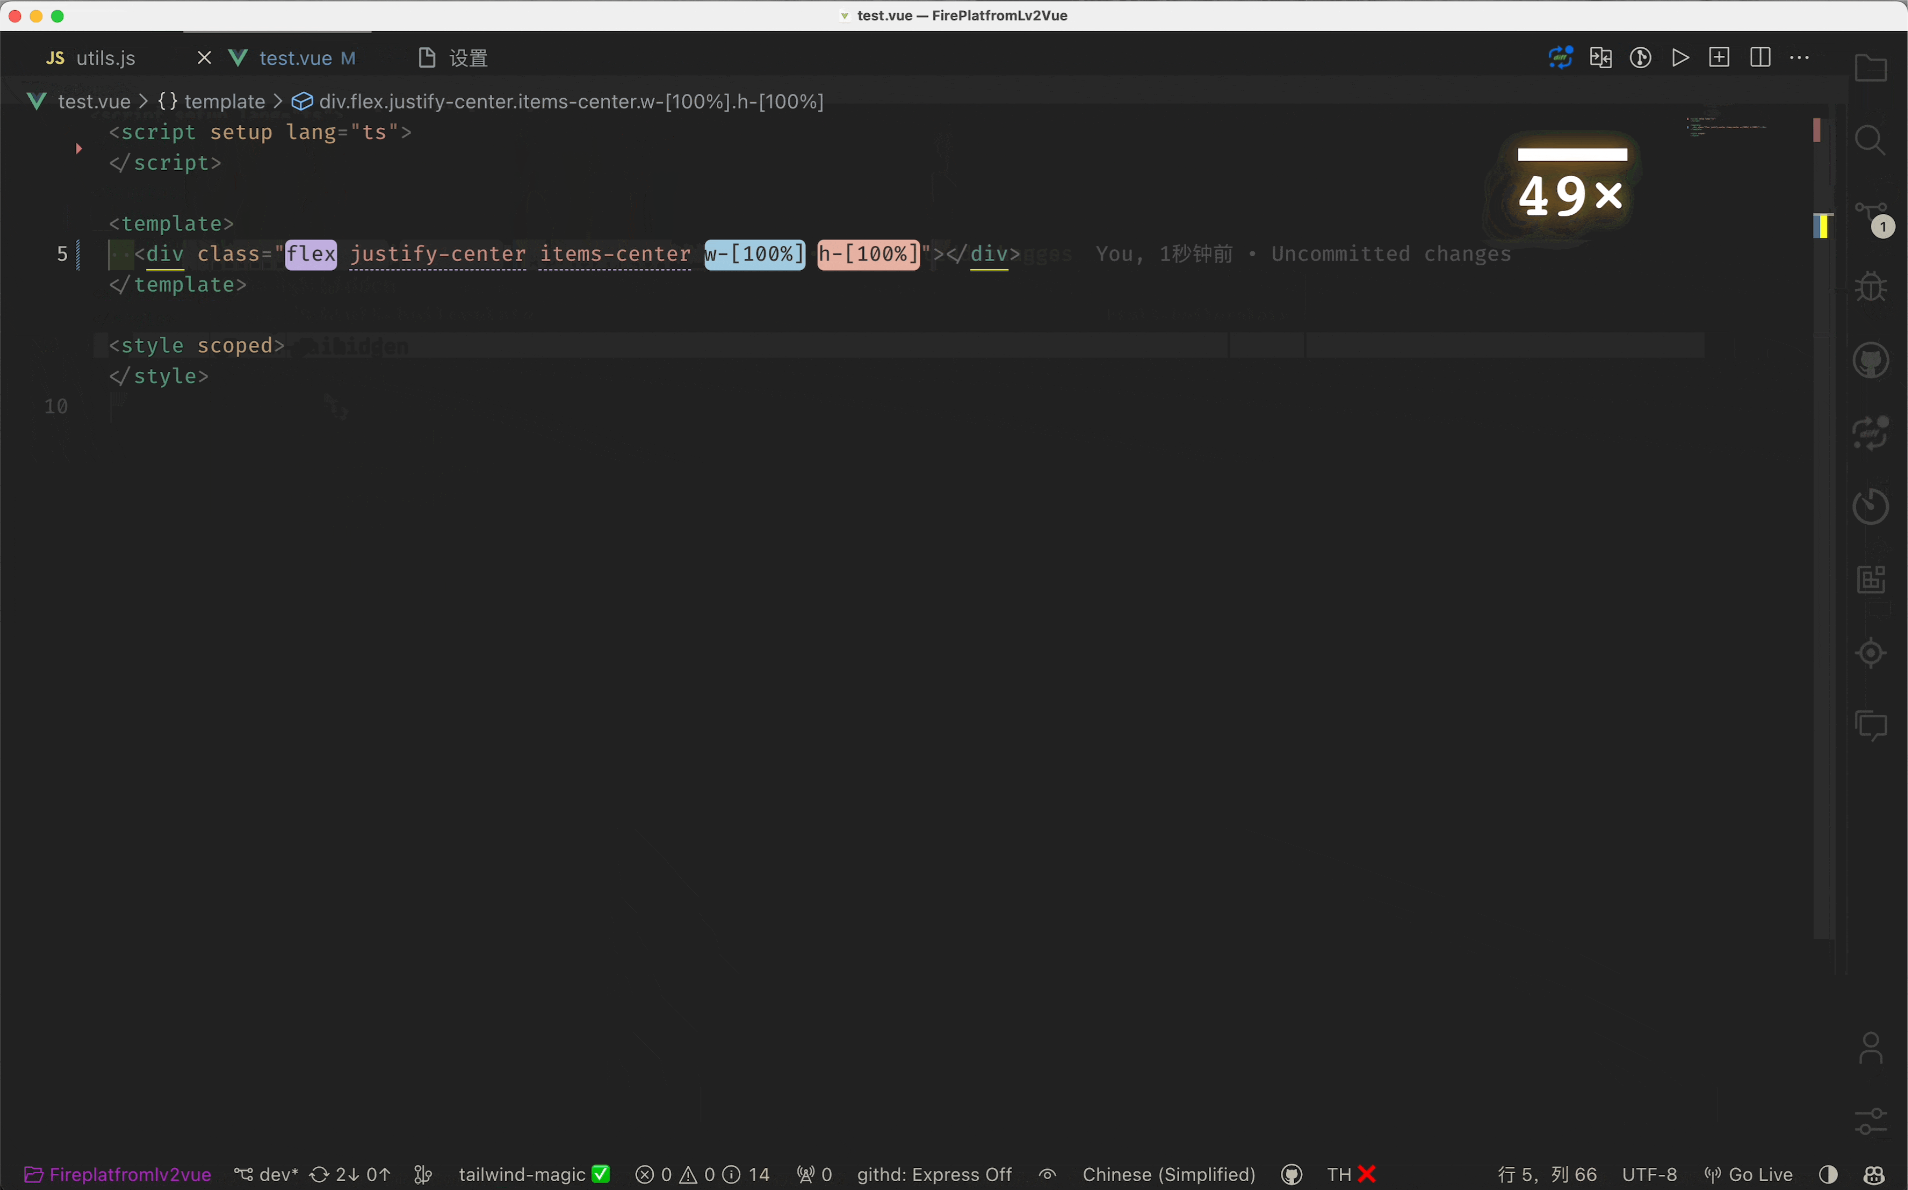 test.vue — FirePlatfromLv2Vue
JS utils.js
test.vue M
设置
test.vue > {} template > div.flex.justify-center.items-center.w-[100%].h-[100%]
<script setup lang="ts">
</script>
49×
<template>
5 <div class="flex justify-center items-center w-[100%] h-[100%]"></div> You, 1秒钟前 • Uncommitted changes
1
</template>
<style scoped>
</style>
10
Fireplatfromlv2vue dev* 2↓ 0↑ tailwind-magic ✅ 0 0 14 0 githd: Express Off Chinese (Simplified) TH ❌ 行 5，列 66 UTF-8 Go Live